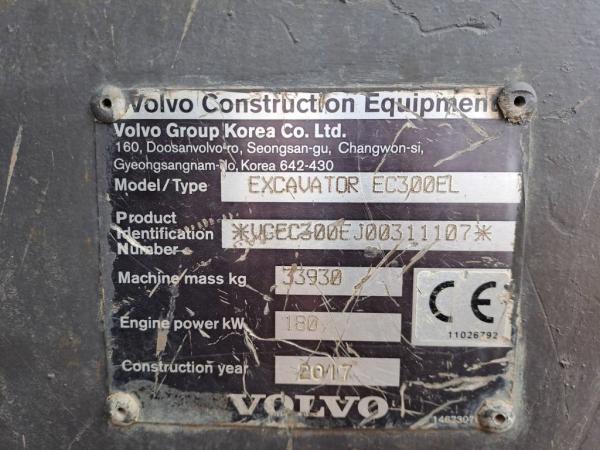 Volvo Construction Equipment
Volvo Group Korea Co. Ltd.
160, Doosanvolvo-ro, Seongsan-gu, Changwon-si,
Gyeongsangnam-do, Korea 642-430
Model/Type EXCAVATOR EC300EL
Product
Identification *VCEC300EJ00311107*
Number
Machine mass kg 33930
CE
Engine power kW 180
11026792
Construction year 2017
VOLVO